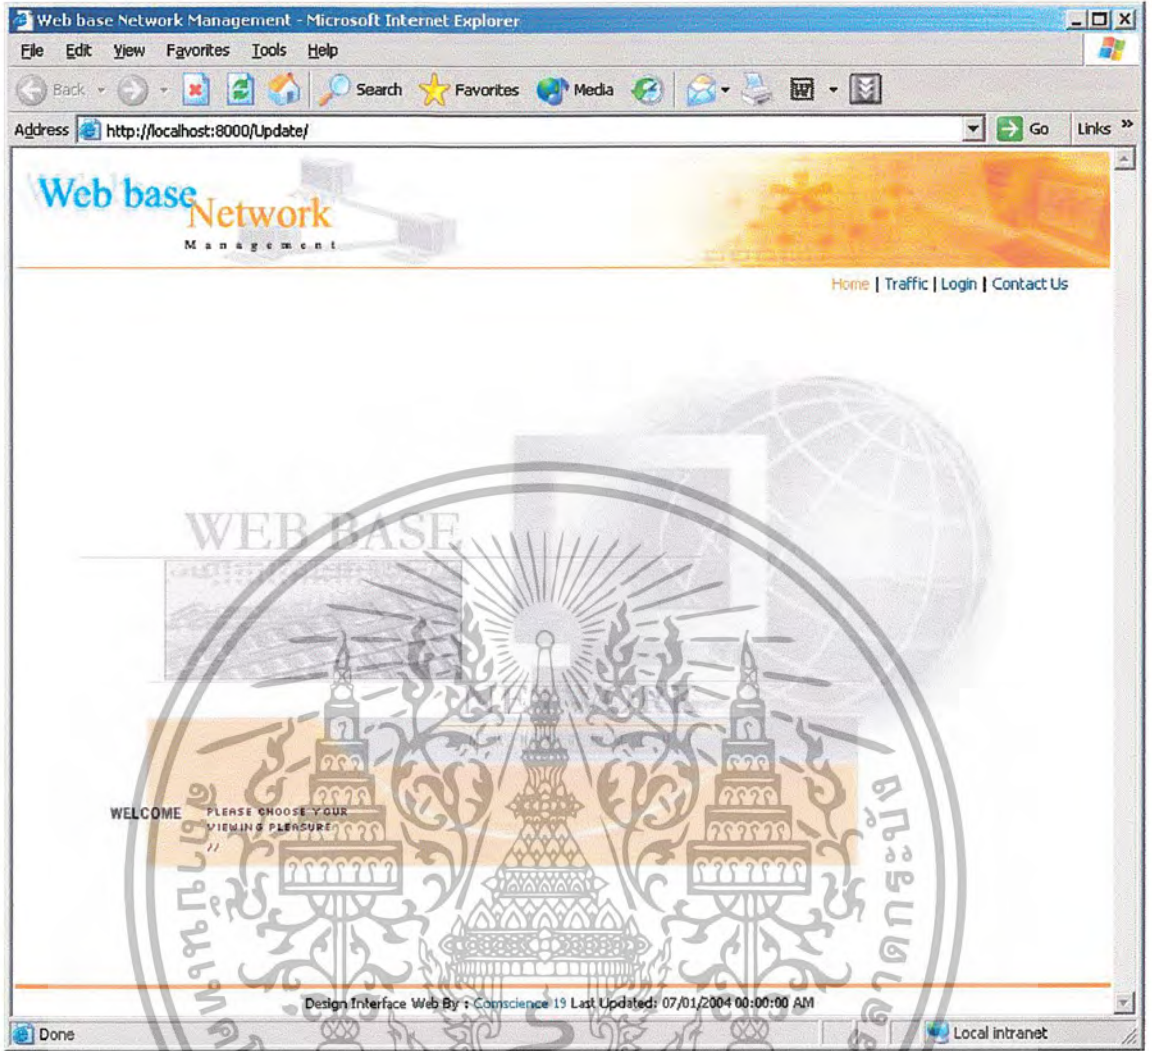 Web base Network Management - Microsoft Internet Explorer
File Edit View Favorites Tools Help
Back Search Favorites Media
Address http://localhost:8000/Update/ Go Links »
Web base
Network
Management
Home | Traffic | Login | Contact Us
WEB BASE
NETWORK
WELCOME PLEASE CHOOSE YOUR
VIEWING PLEASURE
//
Design Interface Web By : Comscience 19 Last Updated: 07/01/2004 00:00:00 AM
Done Local intranet